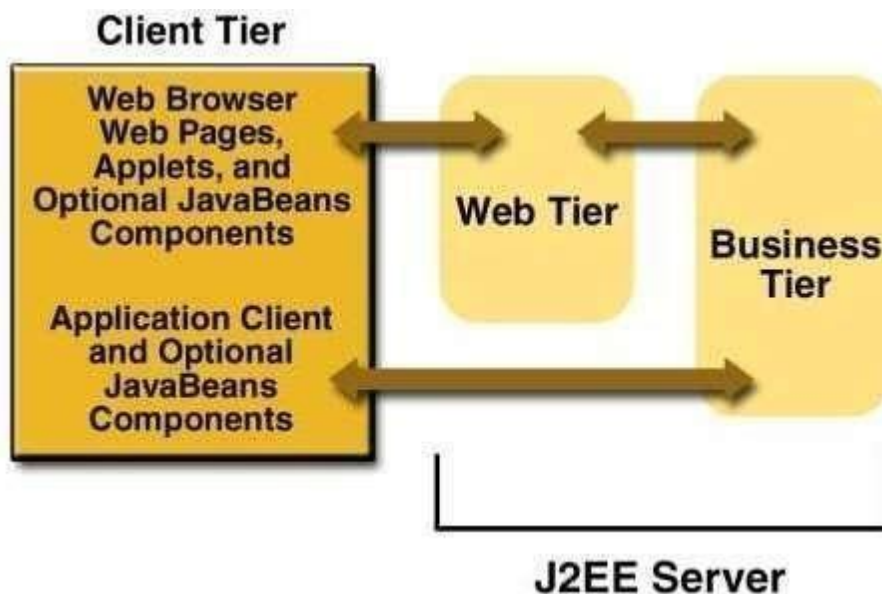 Client Tier
Web Browser
Web Pages,
Applets, and
Optional JavaBeans
Components
Application Client
and Optional
JavaBeans
Components
Web Tier
Business
Tier
J2EE Server